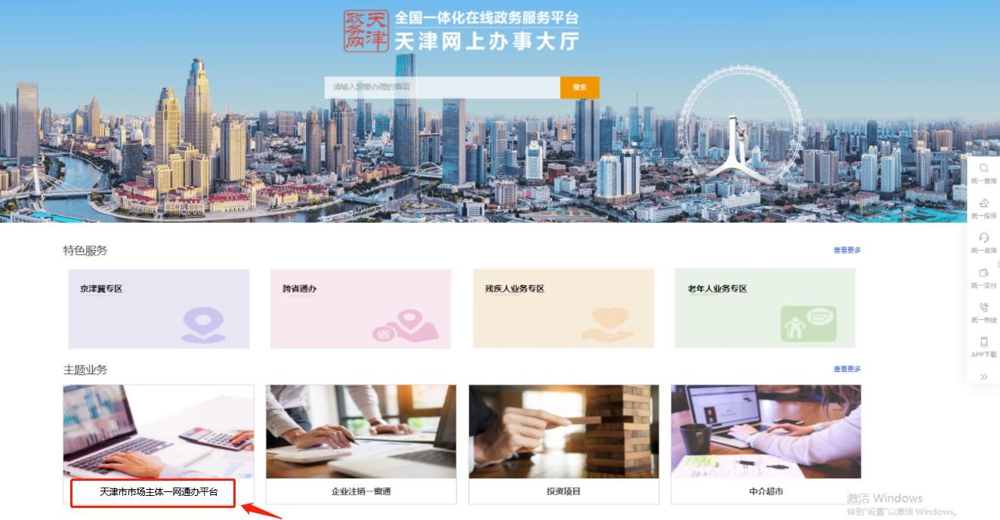 天津
政务网
全国一体化在线政务服务平台
天津网上办事大厅
请输入您要办理的事项
搜索
统一查询
统一投诉
统一咨询
统一支付
统一热线
APP下载
特色服务
查看更多
京津冀专区
跨省通办
省
残疾人业务专区
老年人业务专区
主题业务
查看更多
天津市市场主体一网通办平台
企业注销一窗通
投资项目
中介超市
激活 Windows
转到"设置"以激活 Windows。